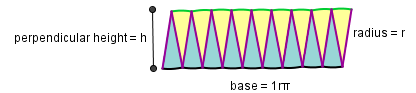 perpendicular height = h
radius = r
base = 1rπ